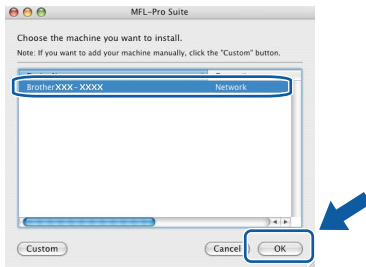 MFL-Pro Suite
Choose the machine you want to install.
Note: If you want to add your machine manually, click the "Custom" button.
BrotherXXX-XXXX Network
Custom Cancel OK